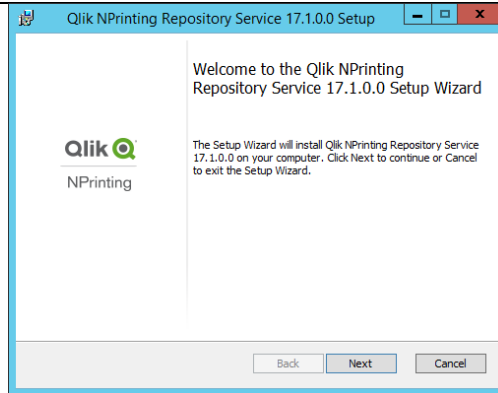 Qlik NPrinting Repository Service 17.1.0.0 Setup
Welcome to the Qlik NPrinting
Repository Service 17.1.0.0 Setup Wizard
Qlik
NPrinting
The Setup Wizard will install Qlik NPrinting Repository Service
17.1.0.0 on your computer. Click Next to continue or Cancel
to exit the Setup Wizard.
Back Next Cancel